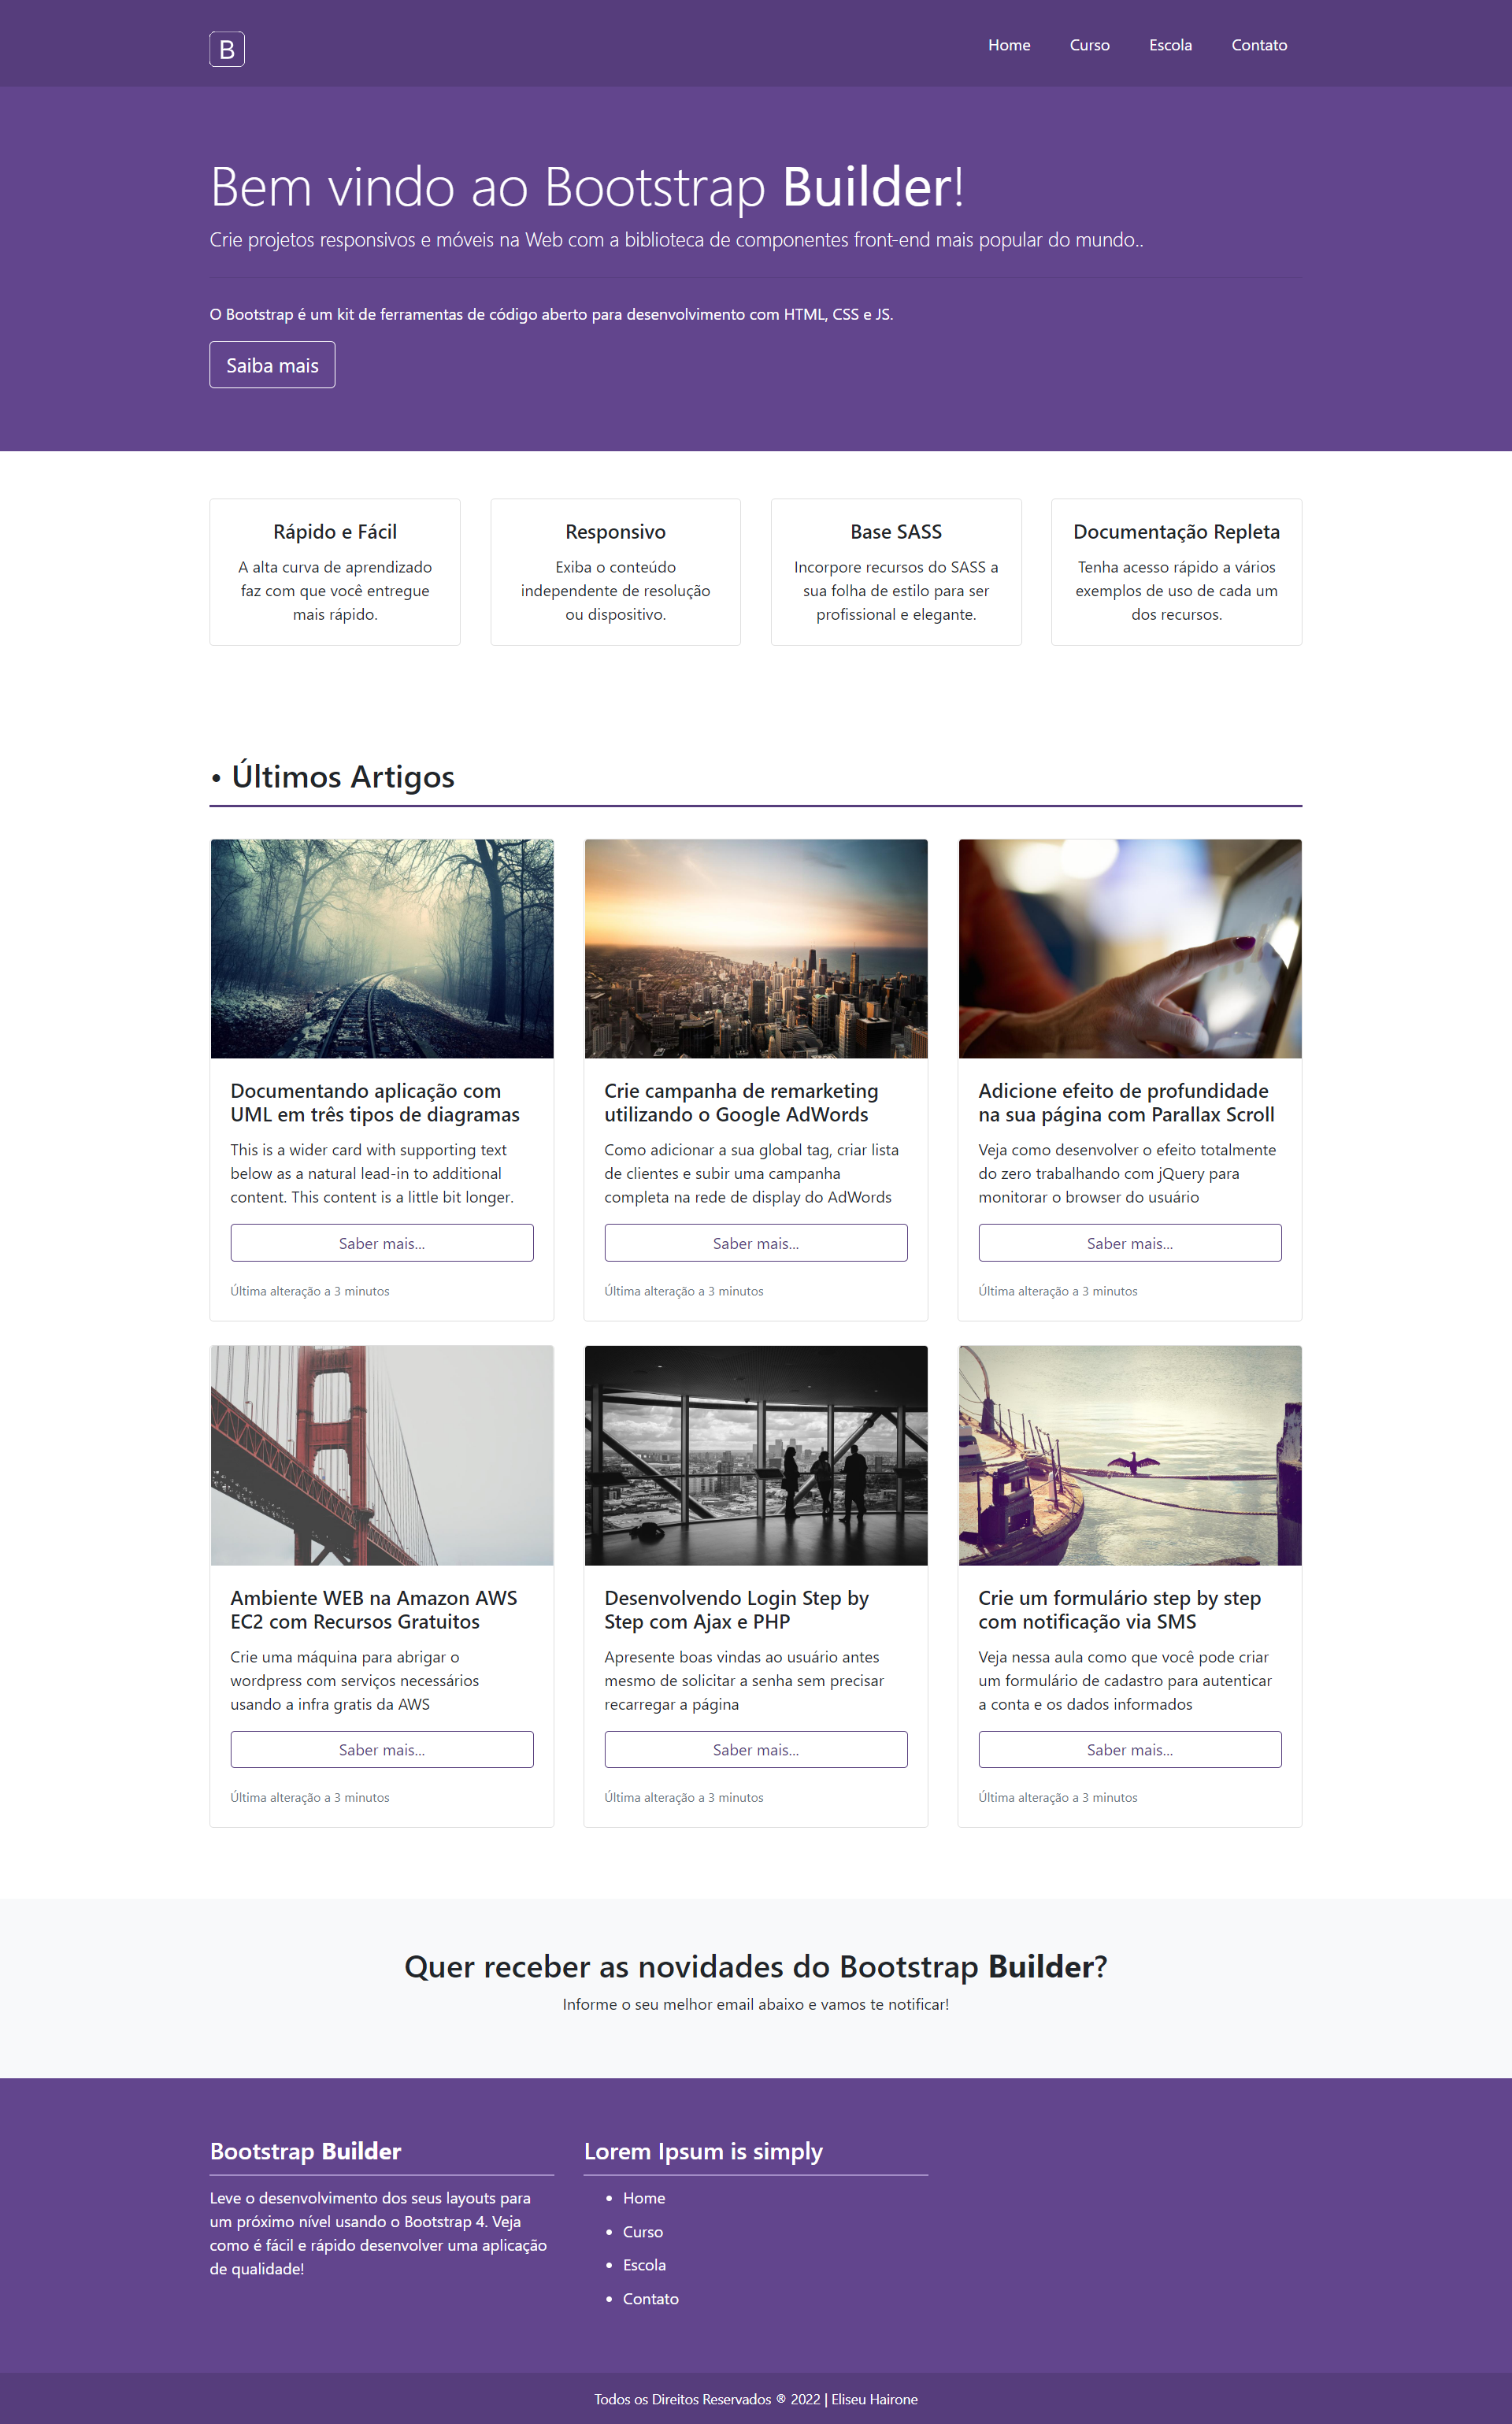 B
Home Curso Escola Contato
Bem vindo ao Bootstrap Builder!
Crie projetos responsivos e móveis na Web com a biblioteca de componentes front-end mais popular do mundo..
O Bootstrap é um kit de ferramentas de código aberto para desenvolvimento com HTML, CSS e JS.
Saiba mais
Rápido e Fácil
A alta curva de aprendizado
faz com que você entregue
mais rápido.
Responsivo
Exiba o conteúdo
independente de resolução
ou dispositivo.
Base SASS
Incorpore recursos do SASS a
sua folha de estilo para ser
profissional e elegante.
Documentação Repleta
Tenha acesso rápido a vários
exemplos de uso de cada um
dos recursos.
• Últimos Artigos
Documentando aplicação com
UML em três tipos de diagramas
This is a wider card with supporting text
below as a natural lead-in to additional
content. This content is a little bit longer.
Saber mais...
Última alteração a 3 minutos
Crie campanha de remarketing
utilizando o Google AdWords
Como adicionar a sua global tag, criar lista
de clientes e subir uma campanha
completa na rede de display do AdWords
Saber mais...
Última alteração a 3 minutos
Adicione efeito de profundidade
na sua página com Parallax Scroll
Veja como desenvolver o efeito totalmente
do zero trabalhando com jQuery para
monitorar o browser do usuário
Saber mais...
Última alteração a 3 minutos
Ambiente WEB na Amazon AWS
EC2 com Recursos Gratuitos
Crie uma máquina para abrigar o
wordpress com serviços necessários
usando a infra gratis da AWS
Saber mais...
Última alteração a 3 minutos
Desenvolvendo Login Step by
Step com Ajax e PHP
Apresente boas vindas ao usuário antes
mesmo de solicitar a senha sem precisar
recarregar a página
Saber mais...
Última alteração a 3 minutos
Crie um formulário step by step
com notificação via SMS
Veja nessa aula como que você pode criar
um formulário de cadastro para autenticar
a conta e os dados informados
Saber mais...
Última alteração a 3 minutos
Quer receber as novidades do Bootstrap Builder?
Informe o seu melhor email abaixo e vamos te notificar!
Bootstrap Builder
Leve o desenvolvimento dos seus layouts para
um próximo nível usando o Bootstrap 4. Veja
como é fácil e rápido desenvolver uma aplicação
de qualidade!
Lorem Ipsum is simply
• Home
• Curso
• Escola
• Contato
Todos os Direitos Reservados ® 2022 | Eliseu Hairone